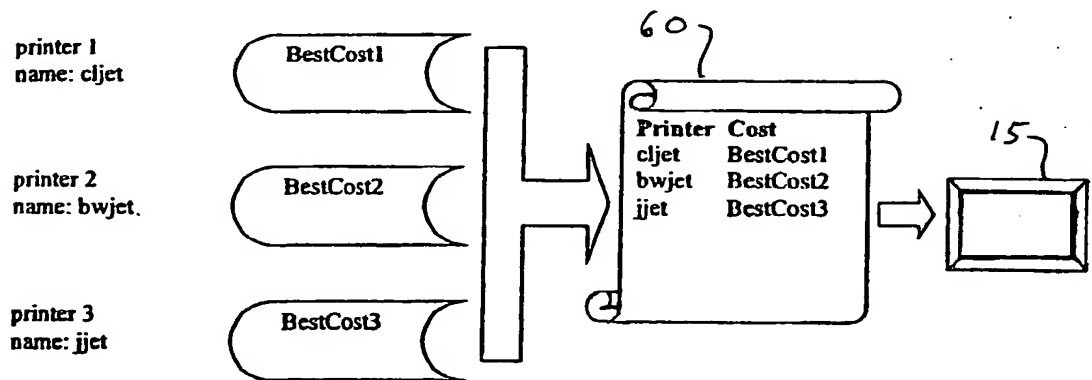 60
printer 1
name: cljet
BestCost1
Printer Cost
cljet BestCost1
bwjet BestCost2
jjet BestCost3
15
printer 2
name: bwjet.
BestCost2
printer 3
name: jjet
BestCost3